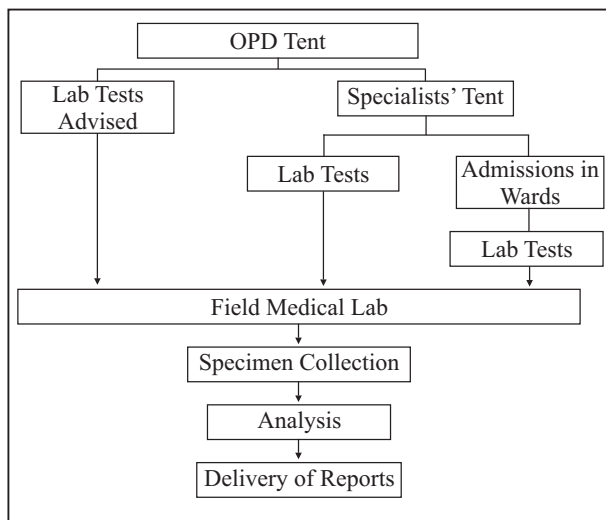 OPD Tent
Lab Tests
Advised
Specialists' Tent
Lab Tests
Admissions in
Wards
Lab Tests
Field Medical Lab
Specimen Collection
Analysis
Delivery of Reports